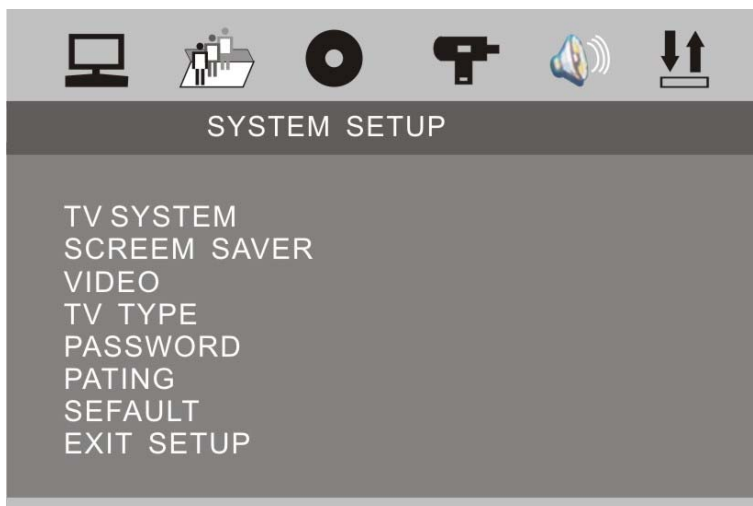 SYSTEM SETUP
TV SYSTEM
SCREEM SAVER
VIDEO
TV TYPE
PASSWORD
PATING
SEFAULT
EXIT SETUP